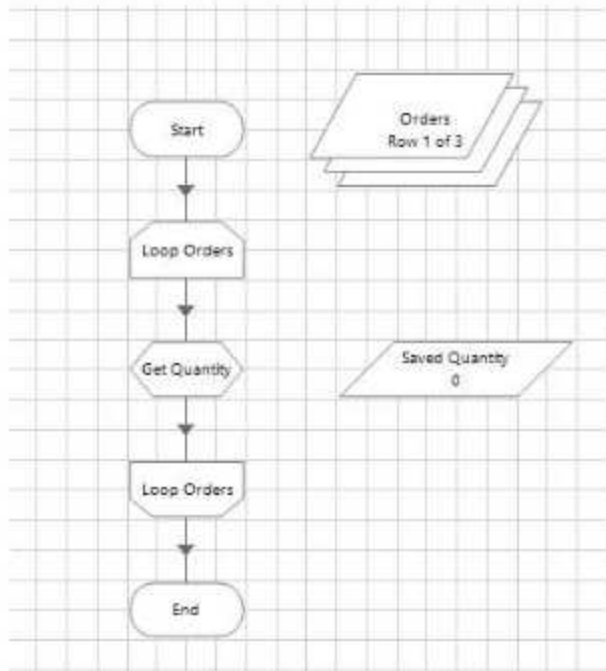 Start
Orders
Row 1 of 3
Loop Orders
Get Quantity
Saved Quantity
0
Loop Orders
End